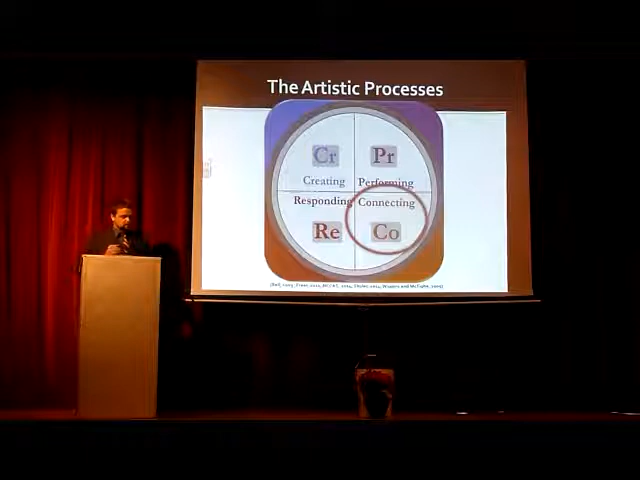 The Artistic Processes
Cr Pr
Creating Performing
Responding Connecting
Re Co